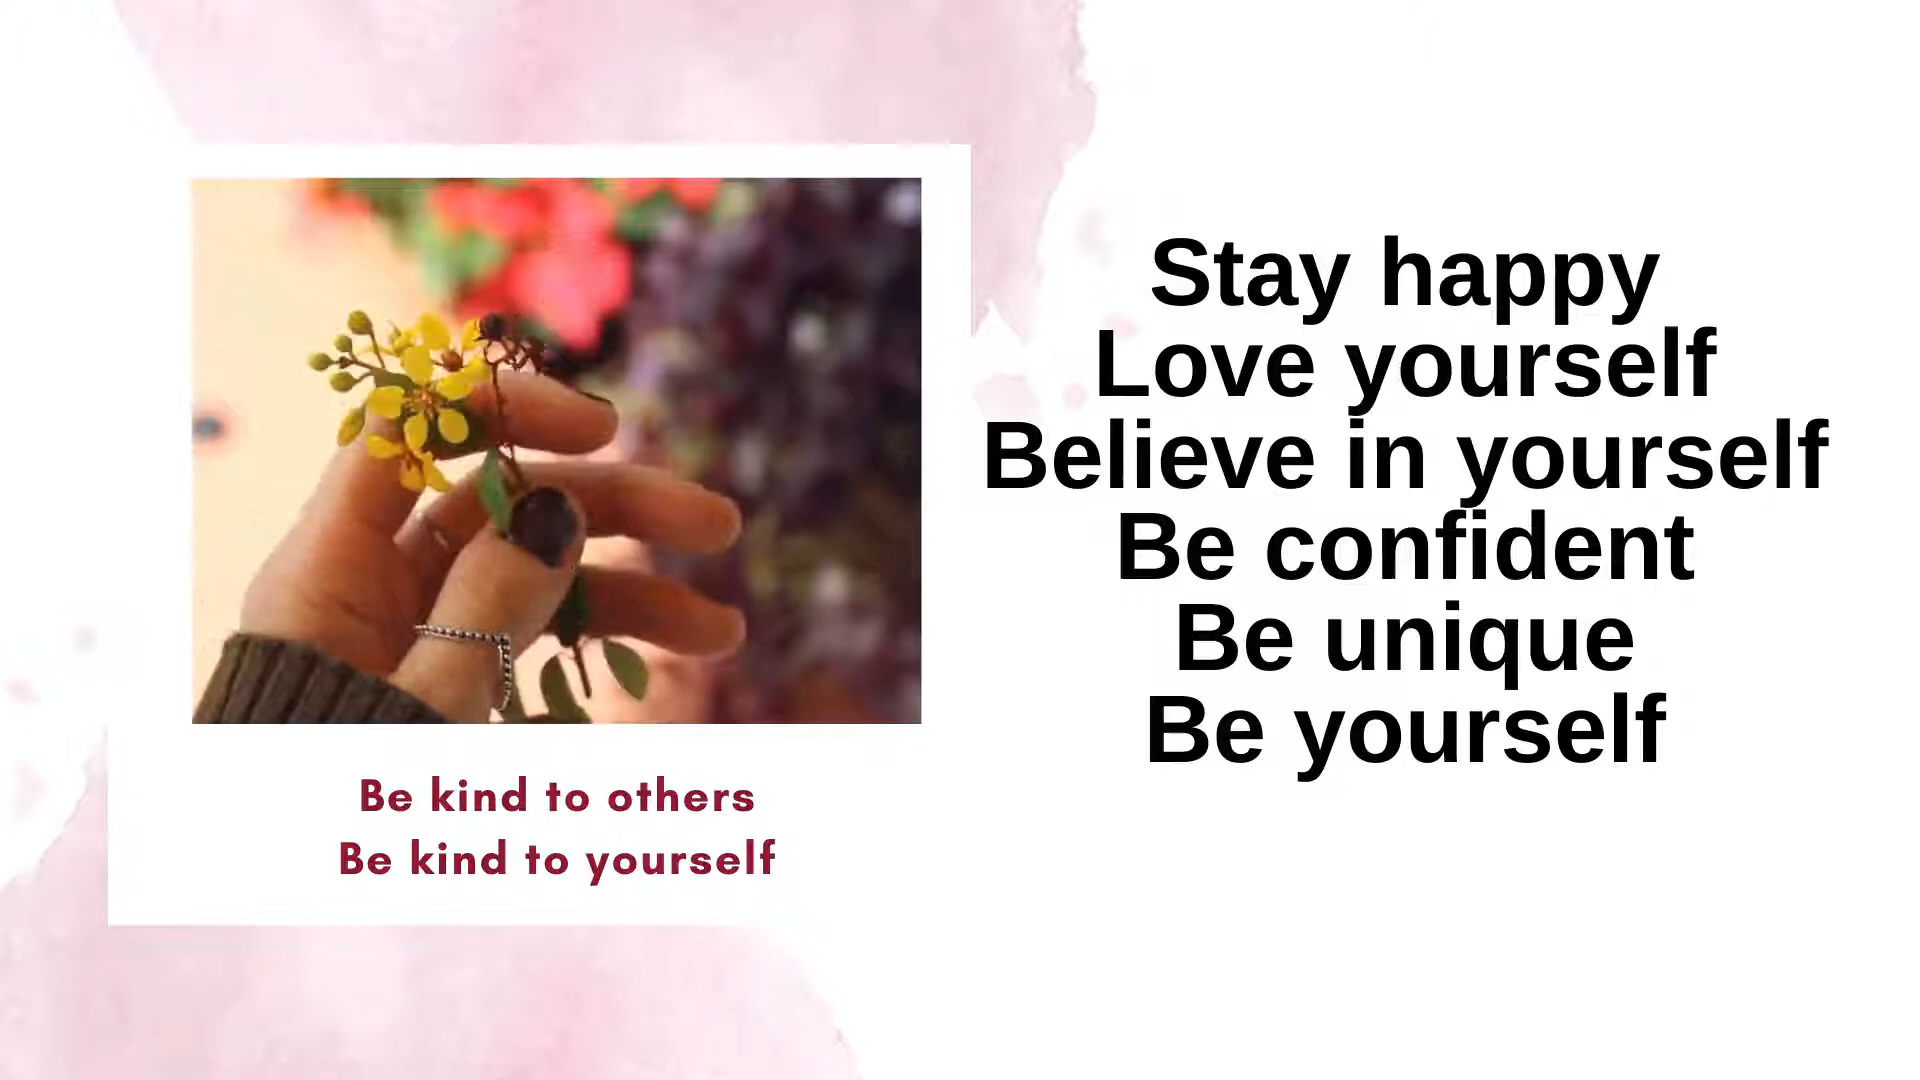 Stay happy
Love yourself
Believe in yourself
Be confident
Be unique
Be yourself
Be kind to others
Be kind to yourself